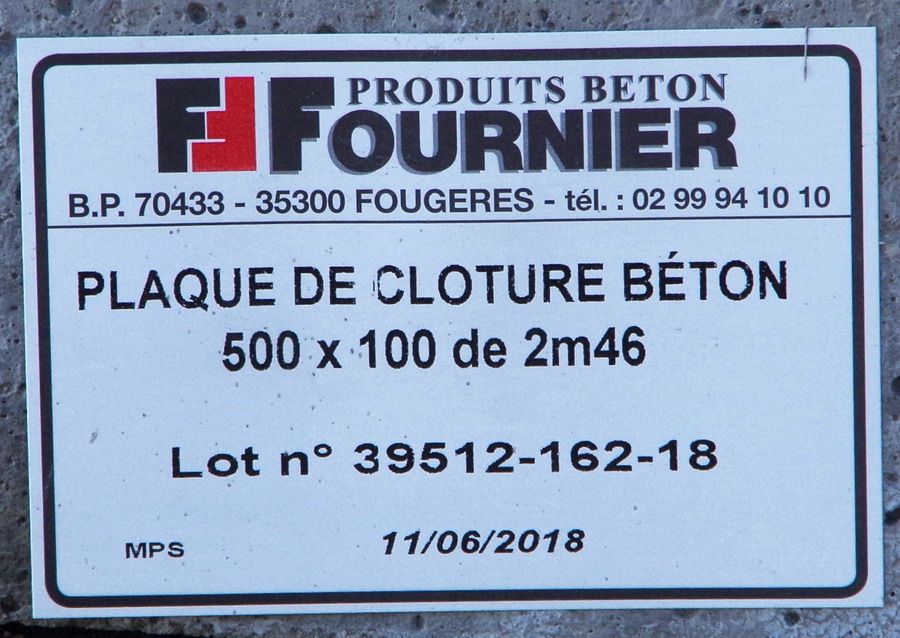 PRODUITS BETON
FOURNIER
B.P. 70433 - 35300 FOUGERES - tél. : 02 99 94 10 10
PLAQUE DE CLOTURE BÉTON
500 x 100 de 2m46
Lot n° 39512-162-18
MPS 11/06/2018